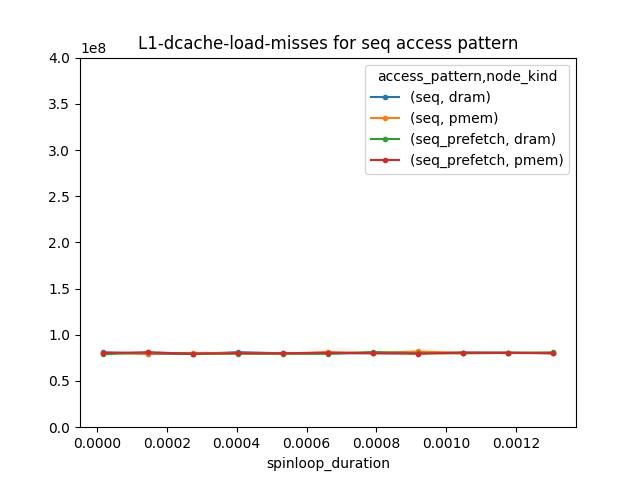 L1-dcache-load-misses for seq access pattern
1e8
access_pattern,node_kind
(seq, dram)
(seq, pmem)
(seq_prefetch, dram)
(seq_prefetch, pmem)
4.0
3.5
3.0
2.5
2.0
1.5
1.0
0.5
0.0
0.0000 0.0002 0.0004 0.0006 0.0008 0.0010 0.0012
spinloop_duration